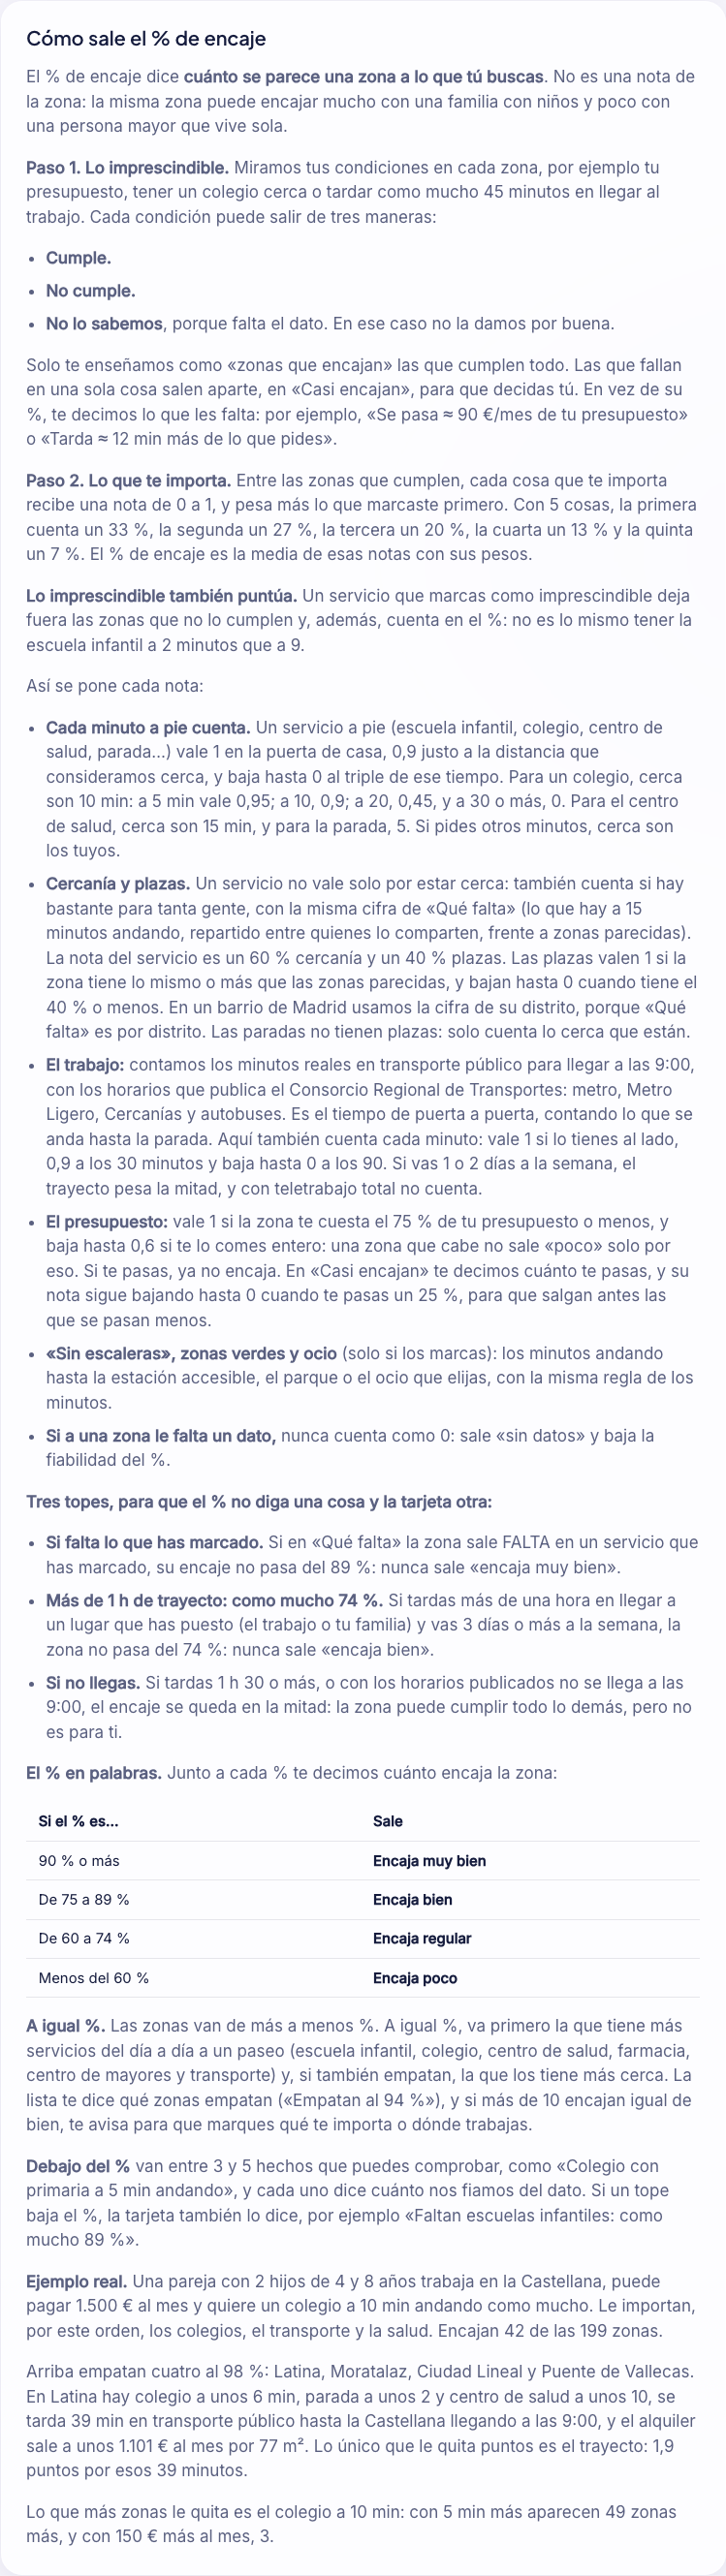 Cómo sale el % de encaje
El % de encaje dice cuánto se parece una zona a lo que tú buscas. No es una nota de
la zona: la misma zona puede encajar mucho con una familia con niños y poco con
una persona mayor que vive sola.
Paso 1. Lo imprescindible. Miramos tus condiciones en cada zona, por ejemplo tu
presupuesto, tener un colegio cerca o tardar como mucho 45 minutos en llegar al
trabajo. Cada condición puede salir de tres maneras:
• Cumple.
• No cumple.
• No lo sabemos, porque falta el dato. En ese caso no la damos por buena.
Solo te enseñamos como «zonas que encajan» las que cumplen todo. Las que fallan
en una sola cosa salen aparte, en «Casi encajan», para que decidas tú. En vez de su
%, te decimos lo que les falta: por ejemplo, «Se pasa ≈ 90 €/mes de tu presupuesto»
o «Tarda ≈ 12 min más de lo que pides».
Paso 2. Lo que te importa. Entre las zonas que cumplen, cada cosa que te importa
recibe una nota de 0 a 1, y pesa más lo que marcaste primero. Con 5 cosas, la primera
cuenta un 33 %, la segunda un 27 %, la tercera un 20 %, la cuarta un 13 % y la quinta
un 7 %. El % de encaje es la media de esas notas con sus pesos.
Lo imprescindible también puntúa. Un servicio que marcas como imprescindible deja
fuera las zonas que no lo cumplen y, además, cuenta en el %: no es lo mismo tener la
escuela infantil a 2 minutos que a 9.
Así se pone cada nota:
• Cada minuto a pie cuenta. Un servicio a pie (escuela infantil, colegio, centro de
salud, parada...) vale 1 en la puerta de casa, 0,9 justo a la distancia que
consideramos cerca, y baja hasta 0 al triple de ese tiempo. Para un colegio, cerca
son 10 min: a 5 min vale 0,95; a 10, 0,9; a 20, 0,45, y a 30 o más, 0. Para el centro
de salud, cerca son 15 min, y para la parada, 5. Si pides otros minutos, cerca son
los tuyos.
• Cercanía y plazas. Un servicio no vale solo por estar cerca: también cuenta si hay
bastante para tanta gente, con la misma cifra de «Qué falta» (lo que hay a 15
minutos andando, repartido entre quienes lo comparten, frente a zonas parecidas).
La nota del servicio es un 60 % cercanía y un 40 % plazas. Las plazas valen 1 si la
zona tiene lo mismo o más que las zonas parecidas, y bajan hasta 0 cuando tiene el
40 % o menos. En un barrio de Madrid usamos la cifra de su distrito, porque «Qué
falta» es por distrito. Las paradas no tienen plazas: solo cuenta lo cerca que están.
• El trabajo: contamos los minutos reales en transporte público para llegar a las 9:00,
con los horarios que publica el Consorcio Regional de Transportes: metro, Metro
Ligero, Cercanías y autobuses. Es el tiempo de puerta a puerta, contando lo que se
anda hasta la parada. Aquí también cuenta cada minuto: vale 1 si lo tienes al lado,
0,9 a los 30 minutos y baja hasta 0 a los 90. Si vas 1 o 2 días a la semana, el
trayecto pesa la mitad, y con teletrabajo total no cuenta.
• El presupuesto: vale 1 si la zona te cuesta el 75 % de tu presupuesto o menos, y
baja hasta 0,6 si te lo comes entero: una zona que cabe no sale «poco» solo por
eso. Si te pasas, ya no encaja. En «Casi encajan» te decimos cuánto te pasas, y su
nota sigue bajando hasta 0 cuando te pasas un 25 %, para que salgan antes las
que se pasan menos.
• «Sin escaleras», zonas verdes y ocio (solo si los marcas): los minutos andando
hasta la estación accesible, el parque o el ocio que elijas, con la misma regla de los
minutos.
• Si a una zona le falta un dato, nunca cuenta como 0: sale «sin datos» y baja la
fiabilidad del %.
Tres topes, para que el % no diga una cosa y la tarjeta otra:
• Si falta lo que has marcado. Si en «Qué falta» la zona sale FALTA en un servicio que
has marcado, su encaje no pasa del 89 %: nunca sale «encaja muy bien».
• Más de 1 h de trayecto: como mucho 74 %. Si tardas más de una hora en llegar a
un lugar que has puesto (el trabajo o tu familia) y vas 3 días o más a la semana, la
zona no pasa del 74 %: nunca sale «encaja bien».
• Si no llegas. Si tardas 1 h 30 o más, o con los horarios publicados no se llega a las
9:00, el encaje se queda en la mitad: la zona puede cumplir todo lo demás, pero no
es para ti.
El % en palabras. Junto a cada % te decimos cuánto encaja la zona:
Si el % es... Sale
90 % o más Encaja muy bien
De 75 a 89 % Encaja bien
De 60 a 74 % Encaja regular
Menos del 60 % Encaja poco
A igual %. Las zonas van de más a menos %. A igual %, va primero la que tiene más
servicios del día a día a un paseo (escuela infantil, colegio, centro de salud, farmacia,
centro de mayores y transporte) y, si también empatan, la que los tiene más cerca. La
lista te dice qué zonas empatan («Empatan al 94 %»), y si más de 10 encajan igual de
bien, te avisa para que marques qué te importa o dónde trabajas.
Debajo del % van entre 3 y 5 hechos que puedes comprobar, como «Colegio con
primaria a 5 min andando», y cada uno dice cuánto nos fiamos del dato. Si un tope
baja el %, la tarjeta también lo dice, por ejemplo «Faltan escuelas infantiles: como
mucho 89 %».
Ejemplo real. Una pareja con 2 hijos de 4 y 8 años trabaja en la Castellana, puede
pagar 1.500 € al mes y quiere un colegio a 10 min andando como mucho. Le importan,
por este orden, los colegios, el transporte y la salud. Encajan 42 de las 199 zonas.
Arriba empatan cuatro al 98 %: Latina, Moratalaz, Ciudad Lineal y Puente de Vallecas.
En Latina hay colegio a unos 6 min, parada a unos 2 y centro de salud a unos 10, se
tarda 39 min en transporte público hasta la Castellana llegando a las 9:00, y el alquiler
sale a unos 1.101 € al mes por 77 m². Lo único que le quita puntos es el trayecto: 1,9
puntos por esos 39 minutos.
Lo que más zonas le quita es el colegio a 10 min: con 5 min más aparecen 49 zonas
más, y con 150 € más al mes, 3.